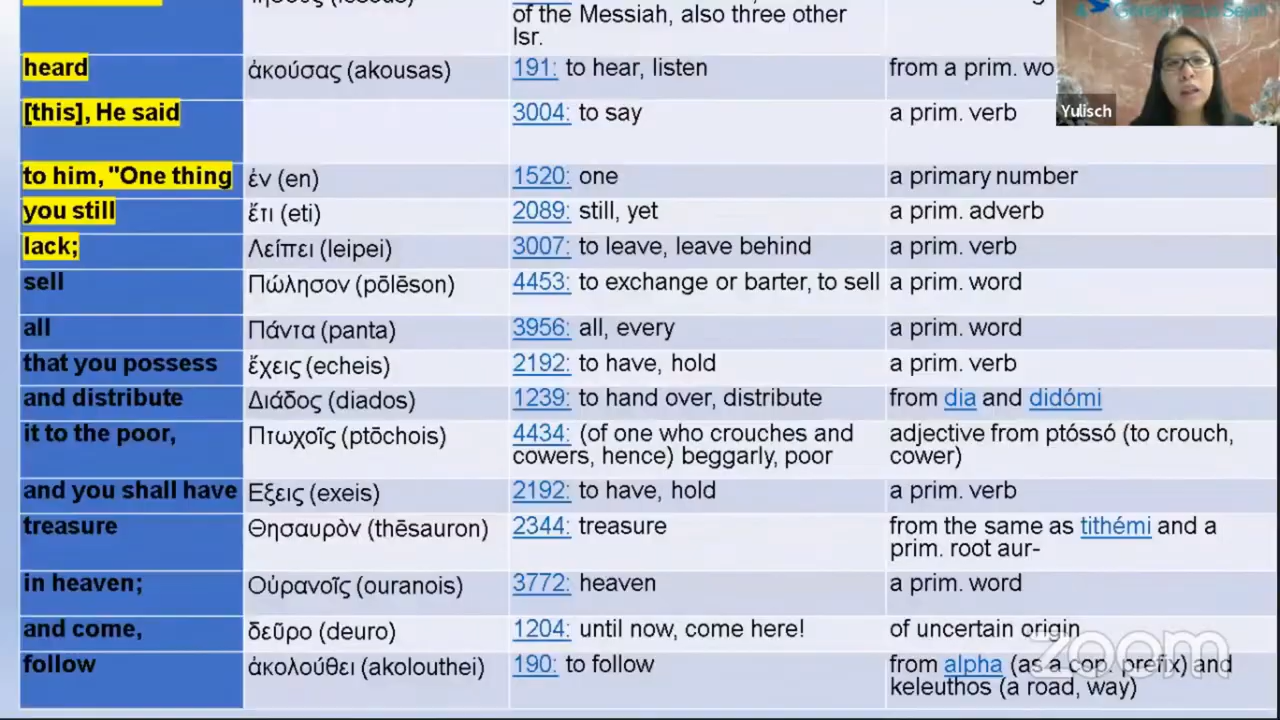 of the Messiah, also three other
Isr.
heard ἀκούσας (akousas) 191: to hear, listen from a prim. wo
[this], He said 3004: to say a prim. verb
to him, "One thing ἑν (en) 1520: one a primary number
you still ἔτι (eti) 2089: still, yet a prim. adverb
lack; Λείπει (leipei) 3007: to leave, leave behind a prim. verb
sell Πώλησον (pōlēson) 4453: to exchange or barter, to sell a prim. word
all Πάντα (panta) 3956: all, every a prim. word
that you possess ἔχεις (echeis) 2192: to have, hold a prim. verb
and distribute Διάδος (diados) 1239: to hand over, distribute from dia and didómi
it to the poor, Πτωχοῖς (ptōchois) 4434: (of one who crouches and adjective from ptóssó (to crouch,
cowers, hence) beggarly, poor cower)
and you shall have Εξεις (exeis) 2192: to have, hold a prim. verb
treasure Θησαυρὸν (thēsauron) 2344: treasure from the same as tithémi and a
prim. root aur-
in heaven; Οὐρανοῖς (ouranois) 3772: heaven a prim. word
and come, δεῦρο (deuro) 1204: until now, come here! of uncertain origin
follow ἀκολούθει (akolouthei) 190: to follow from alpha (as a cop. prefix) and
keleuthos (a road, way)
Yulisch
zoom